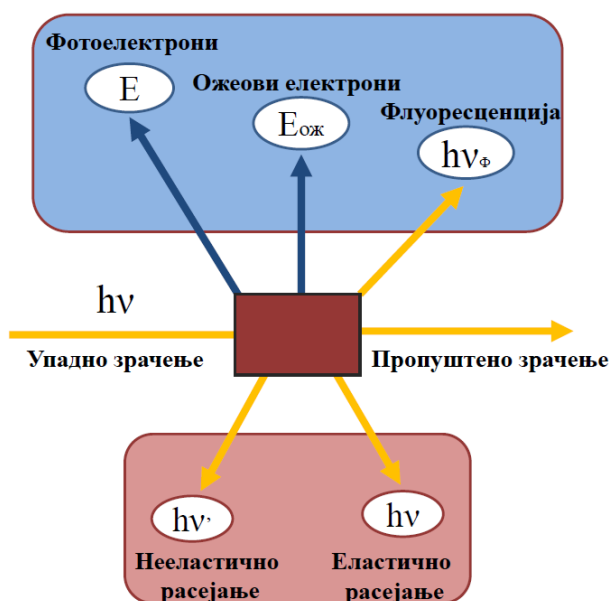 Фотоелектрони
E
Ожеови електрони
Eож
Флуоресценција
hνФ
hν
Упадно зрачење
Пропуштено зрачење
hν'
hν
Нееластично
расејање
Еластично
расејање